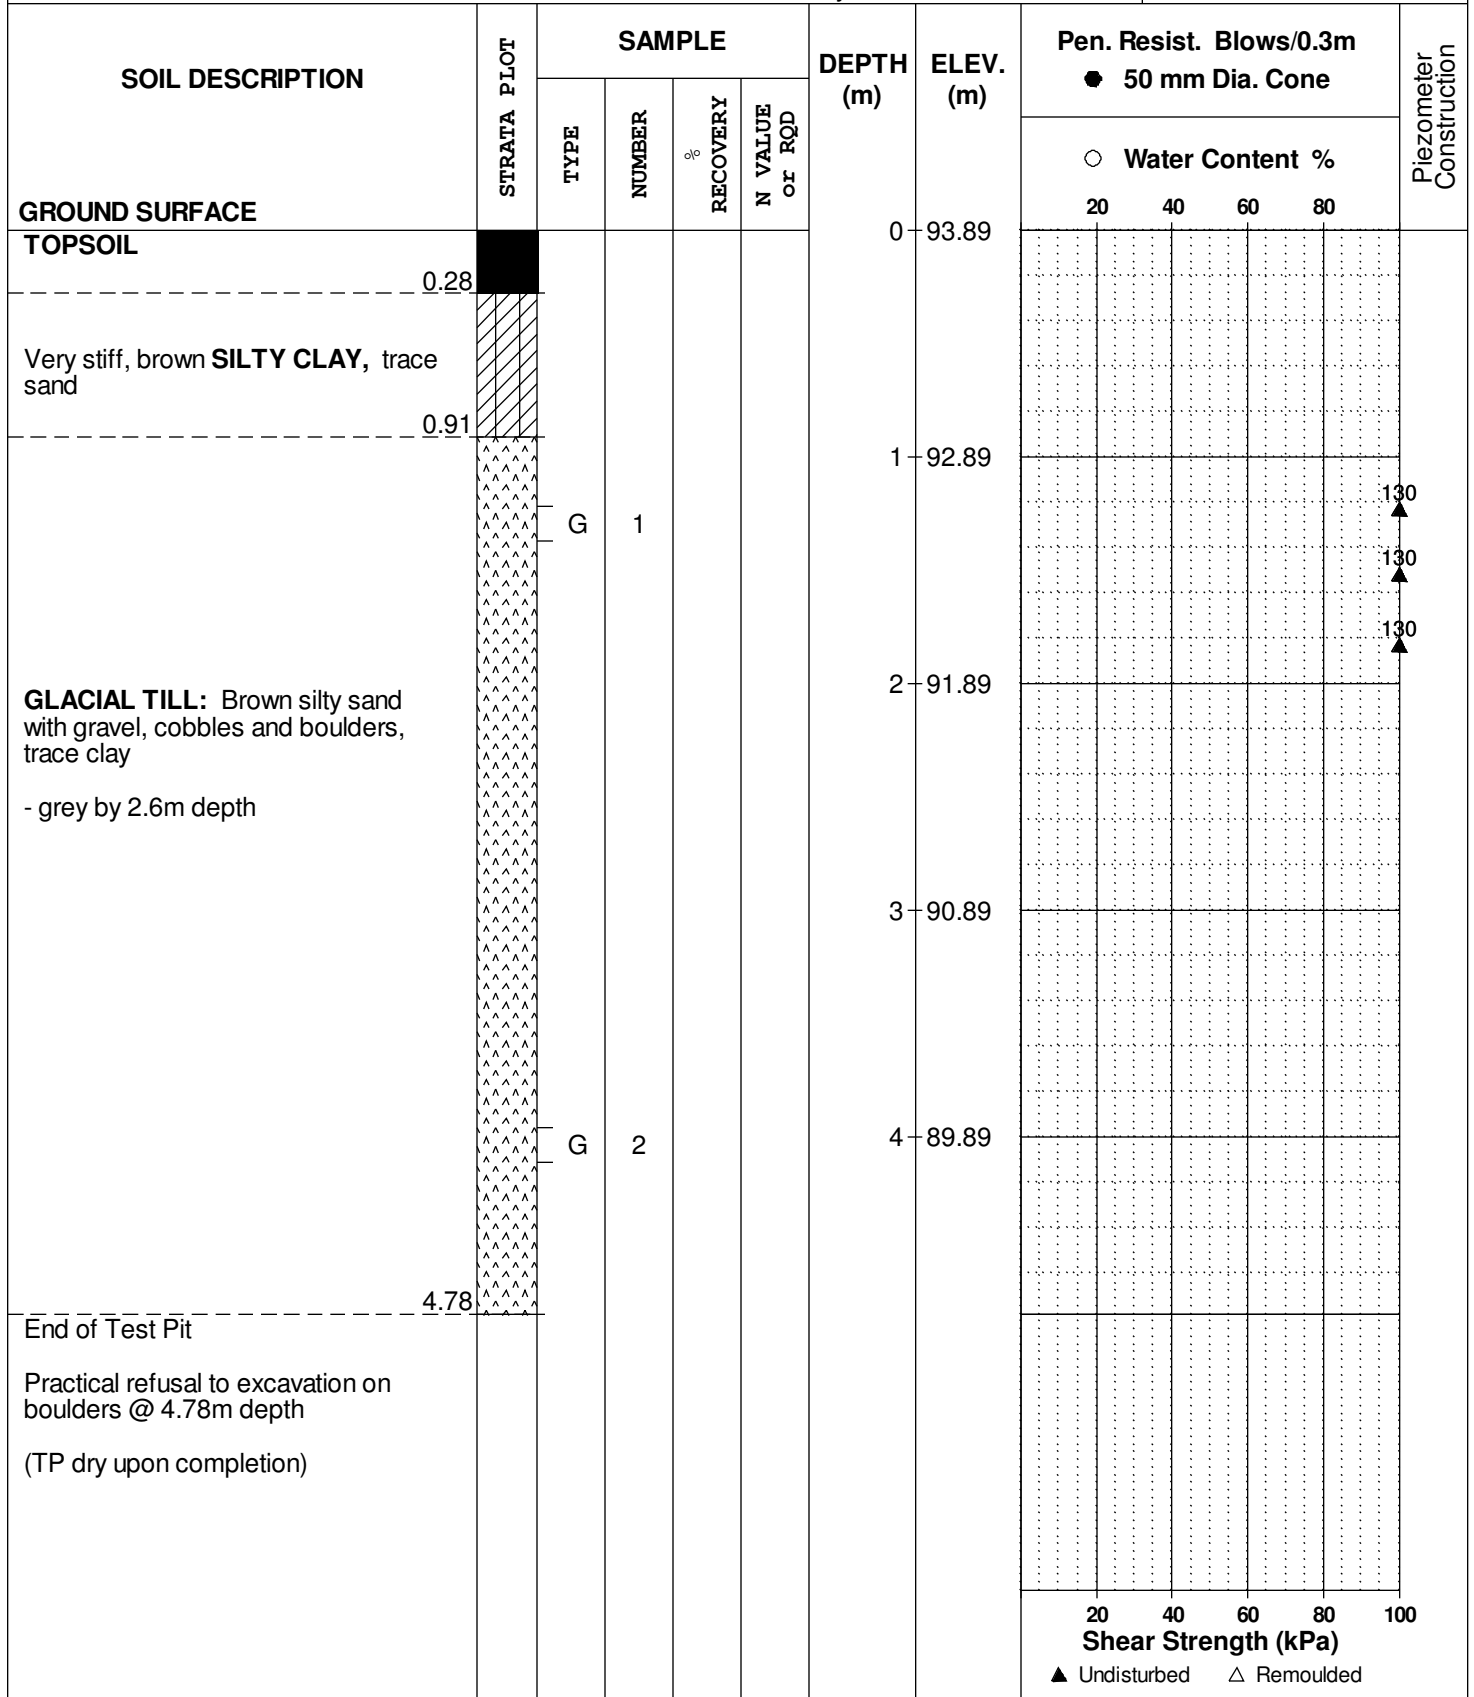 SOIL DESCRIPTION
GROUND SURFACE
STRATA PLOT
SAMPLE
TYPE
NUMBER
%
RECOVERY
N VALUE
or RQD
DEPTH
(m)
ELEV.
(m)
Pen. Resist. Blows/0.3m
● 50 mm Dia. Cone
○ Water Content %
20 40 60 80
Piezometer
Construction
TOPSOIL
0.28
0 93.89
Very stiff, brown SILTY CLAY, trace
sand
0.91
1 92.89
130
G 1
130
130
2 91.89
GLACIAL TILL: Brown silty sand
with gravel, cobbles and boulders,
trace clay
- grey by 2.6m depth
3 90.89
G 2
4 89.89
4.78
End of Test Pit
Practical refusal to excavation on
boulders @ 4.78m depth
(TP dry upon completion)
20 40 60 80 100
Shear Strength (kPa)
▲ Undisturbed △ Remoulded